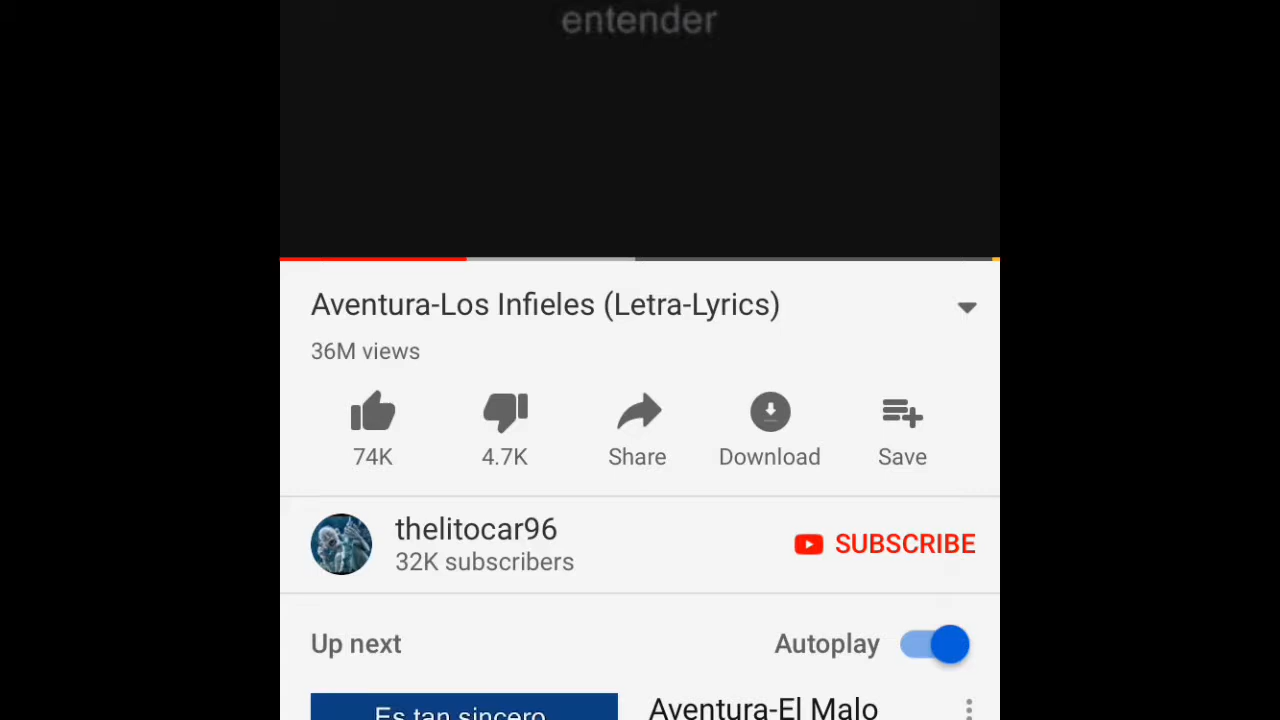 entender
Aventura-Los Infieles (Letra-Lyrics)
36M views
74K 4.7K Share Download Save
thelitocar96
32K subscribers
SUBSCRIBE
Up next
Autoplay
Es tan sincero
Aventura-El Malo